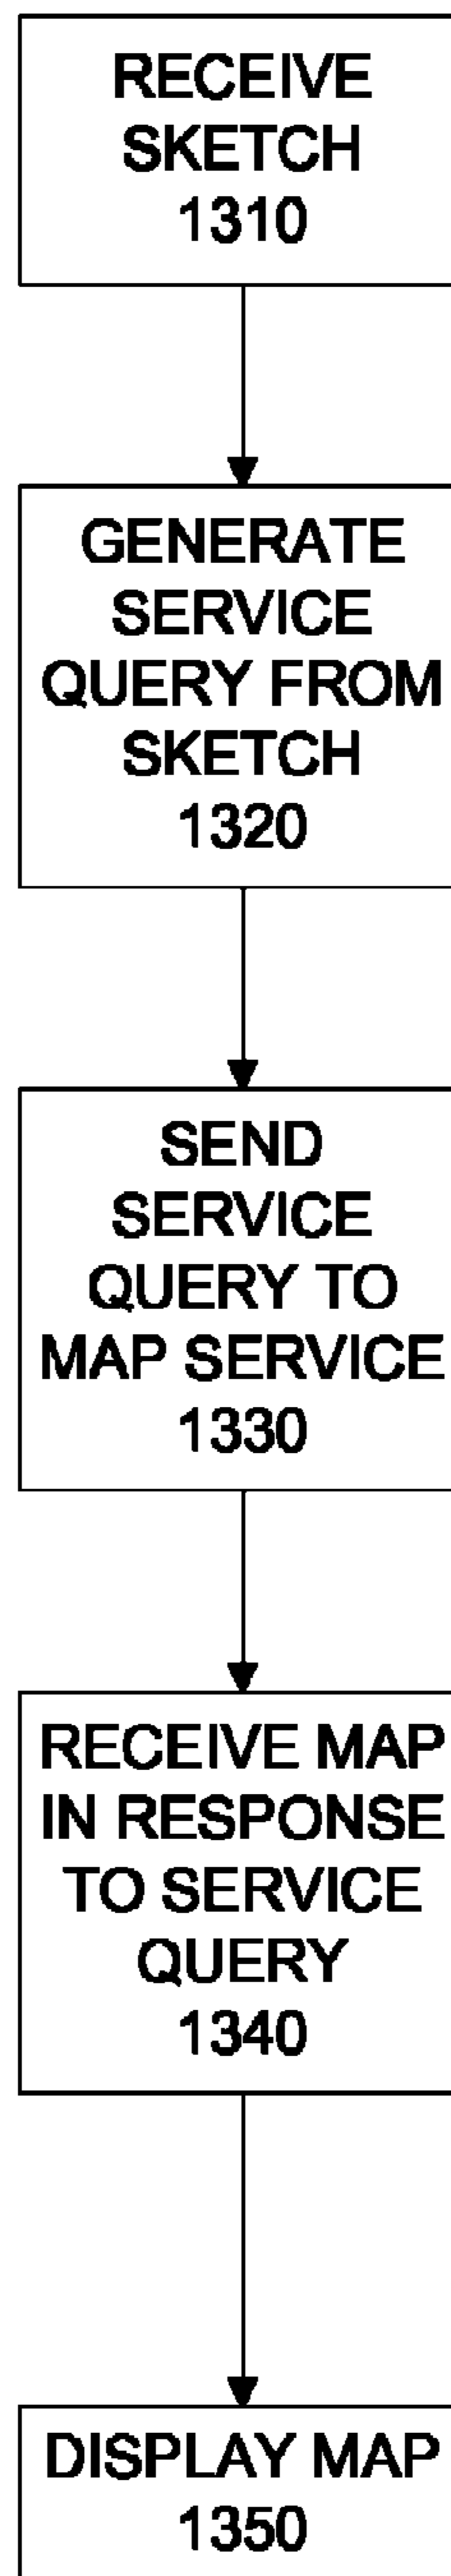 RECEIVE
SKETCH
1310
GENERATE
SERVICE
QUERY FROM
SKETCH
1320
SEND
SERVICE
QUERY TO
MAP SERVICE
1330
RECEIVE MAP
IN RESPONSE
TO SERVICE
QUERY
1340
DISPLAY MAP
1350